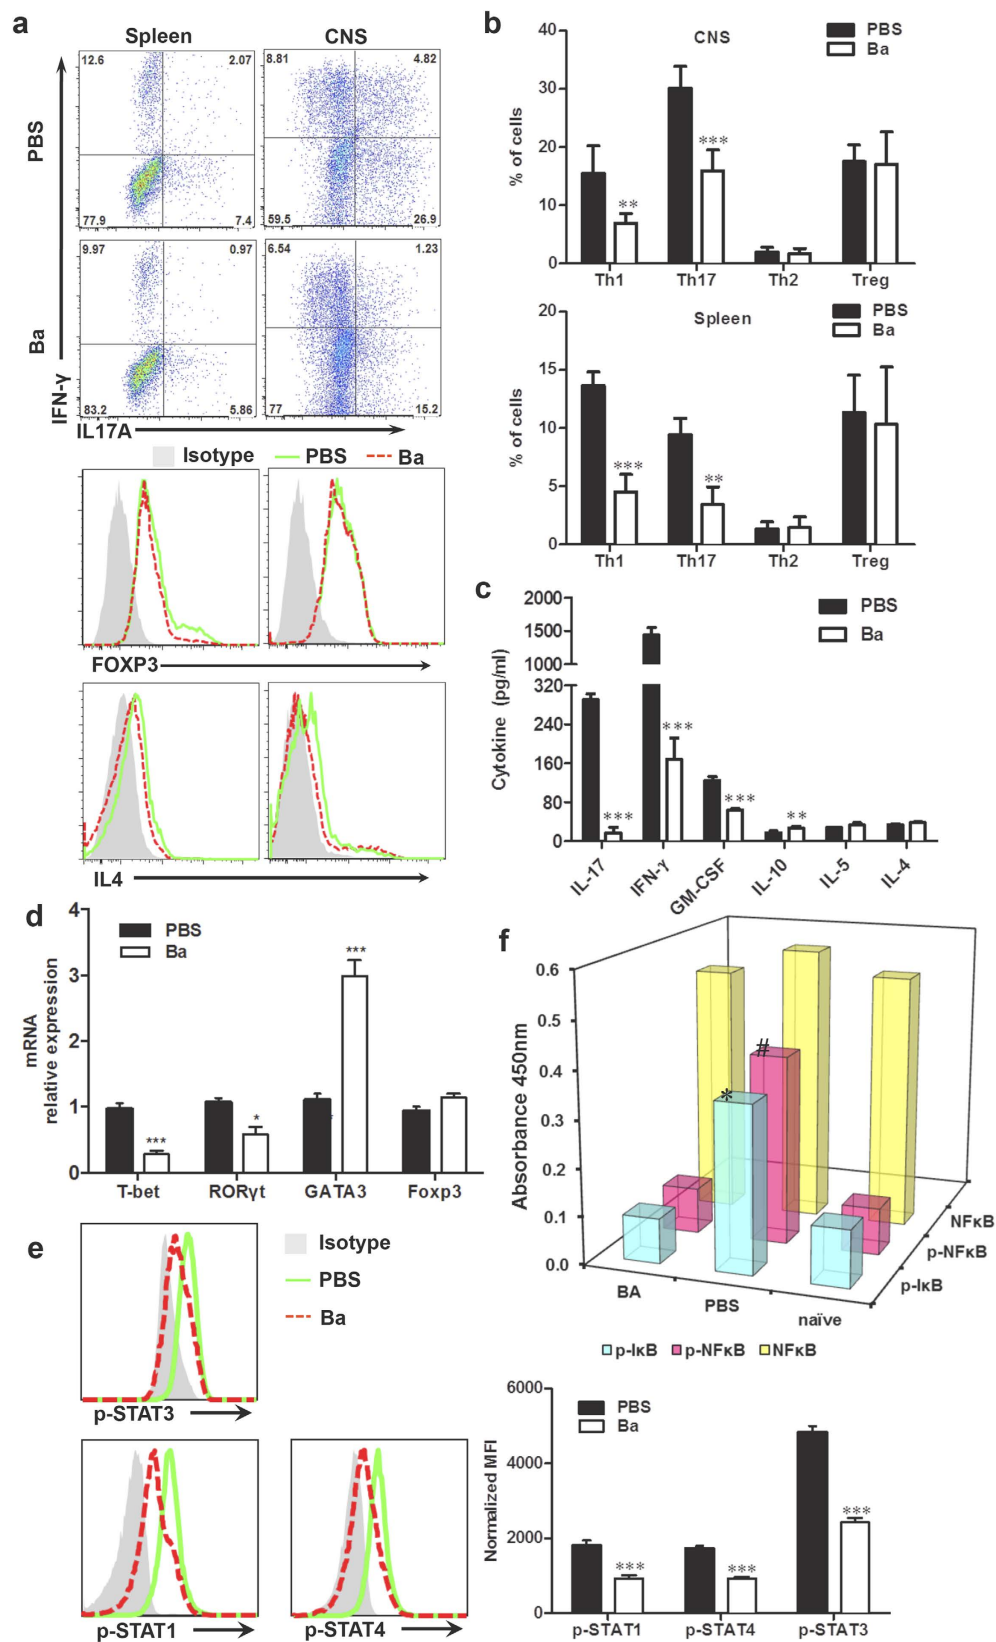 a
Spleen
CNS
PBS
12.6
2.07
77.9
7.4
8.81
4.82
59.5
26.9
Ba
9.97
0.97
83.2
5.86
6.54
1.23
77
15.2
IFN-γ
IL17A
Isotype
PBS
Ba
FOXP3
IL4
b
CNS
PBS
Ba
% of cells
40
30
20
10
0
**
***
Th1
Th17
Th2
Treg
Spleen
PBS
Ba
% of cells
20
15
10
5
0
***
**
Th1
Th17
Th2
Treg
c
PBS
Ba
Cytokine (pg/ml)
2000
1500
1000
320
240
160
80
0
***
***
***
**
IL-17
IFN-γ
GM-CSF
IL-10
IL-5
IL-4
d
PBS
Ba
mRNA
relative expression
4
3
2
1
0
***
*
***
T-bet
RORγt
GATA3
Foxp3
e
Isotype
PBS
Ba
p-STAT3
p-STAT1
p-STAT4
f
Absorbance 450nm
0.6
0.5
0.4
0.3
0.2
0.1
0.0
*
#
BA
PBS
naïve
p-IκB
p-NFκB
NFκB
p-IκB
p-NFκB
NFκB
PBS
Ba
Normalized MFI
6000
4000
2000
0
***
***
***
p-STAT1
p-STAT4
p-STAT3